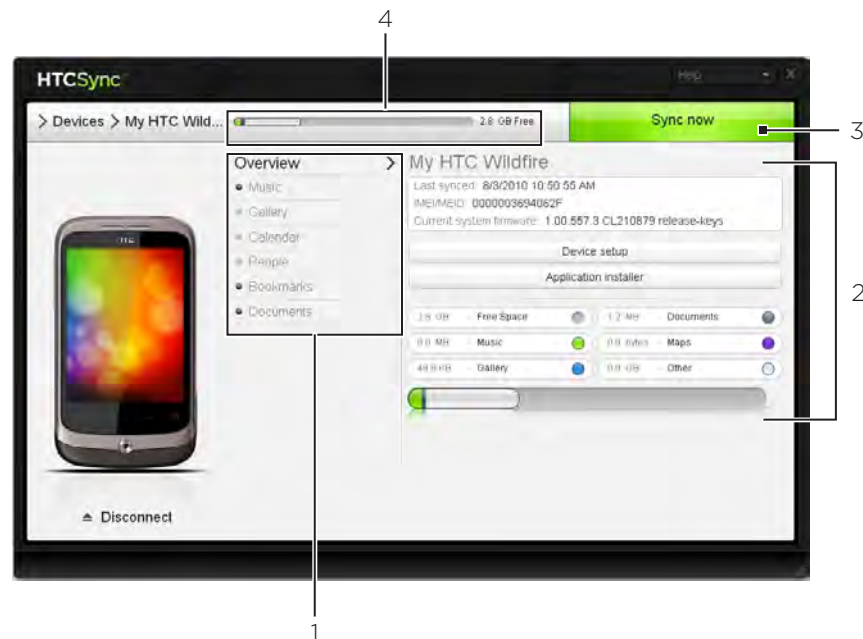 4
HTCSync
Help
X
> Devices > My HTC Wild...
2.8 GB Free
Sync now
3
Overview >
My HTC Wildfire
Music
Last synced: 8/3/2010 10:50:55 AM
IMEI/MEID: 0000003694062F
Gallery
Current system firmware: 1.00.557.3 CL210879 release-keys
Calendar
Device setup
People
Application installer
Bookmarks
2
Documents
2.8 GB Free Space
1.2 MB Documents
MB Music
0.0 bytes Maps
Gallery
0.0 GB Other
hTC
Disconnect
1